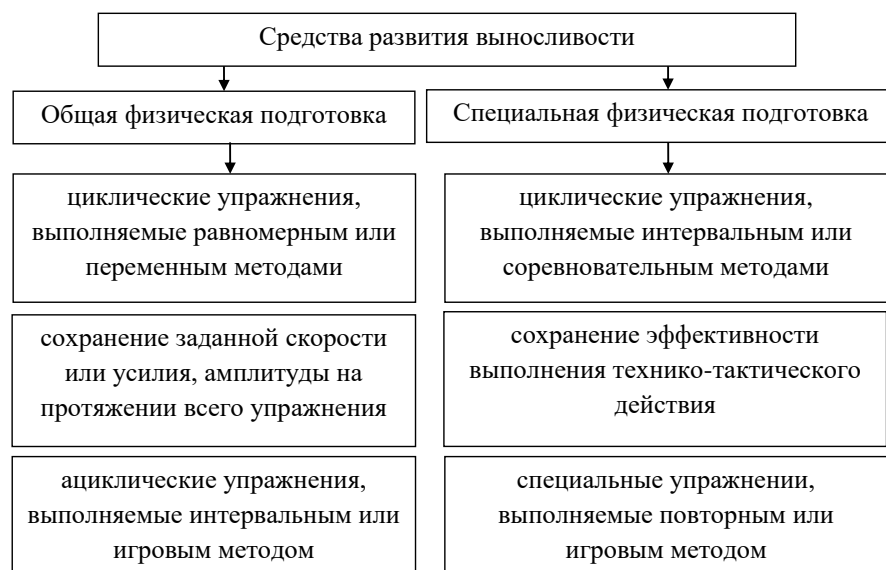 Средства развития выносливости
Общая физическая подготовка
Специальная физическая подготовка
циклические упражнения,
выполняемые равномерным или
переменным методами
циклические упражнения,
выполняемые интервальным или
соревновательным методами
сохранение заданной скорости
или усилия, амплитуды на
протяжении всего упражнения
сохранение эффективности
выполнения технико-тактического
действия
ациклические упражнения,
выполняемые интервальным или
игровым методом
специальные упражнении,
выполняемые повторным или
игровым методом